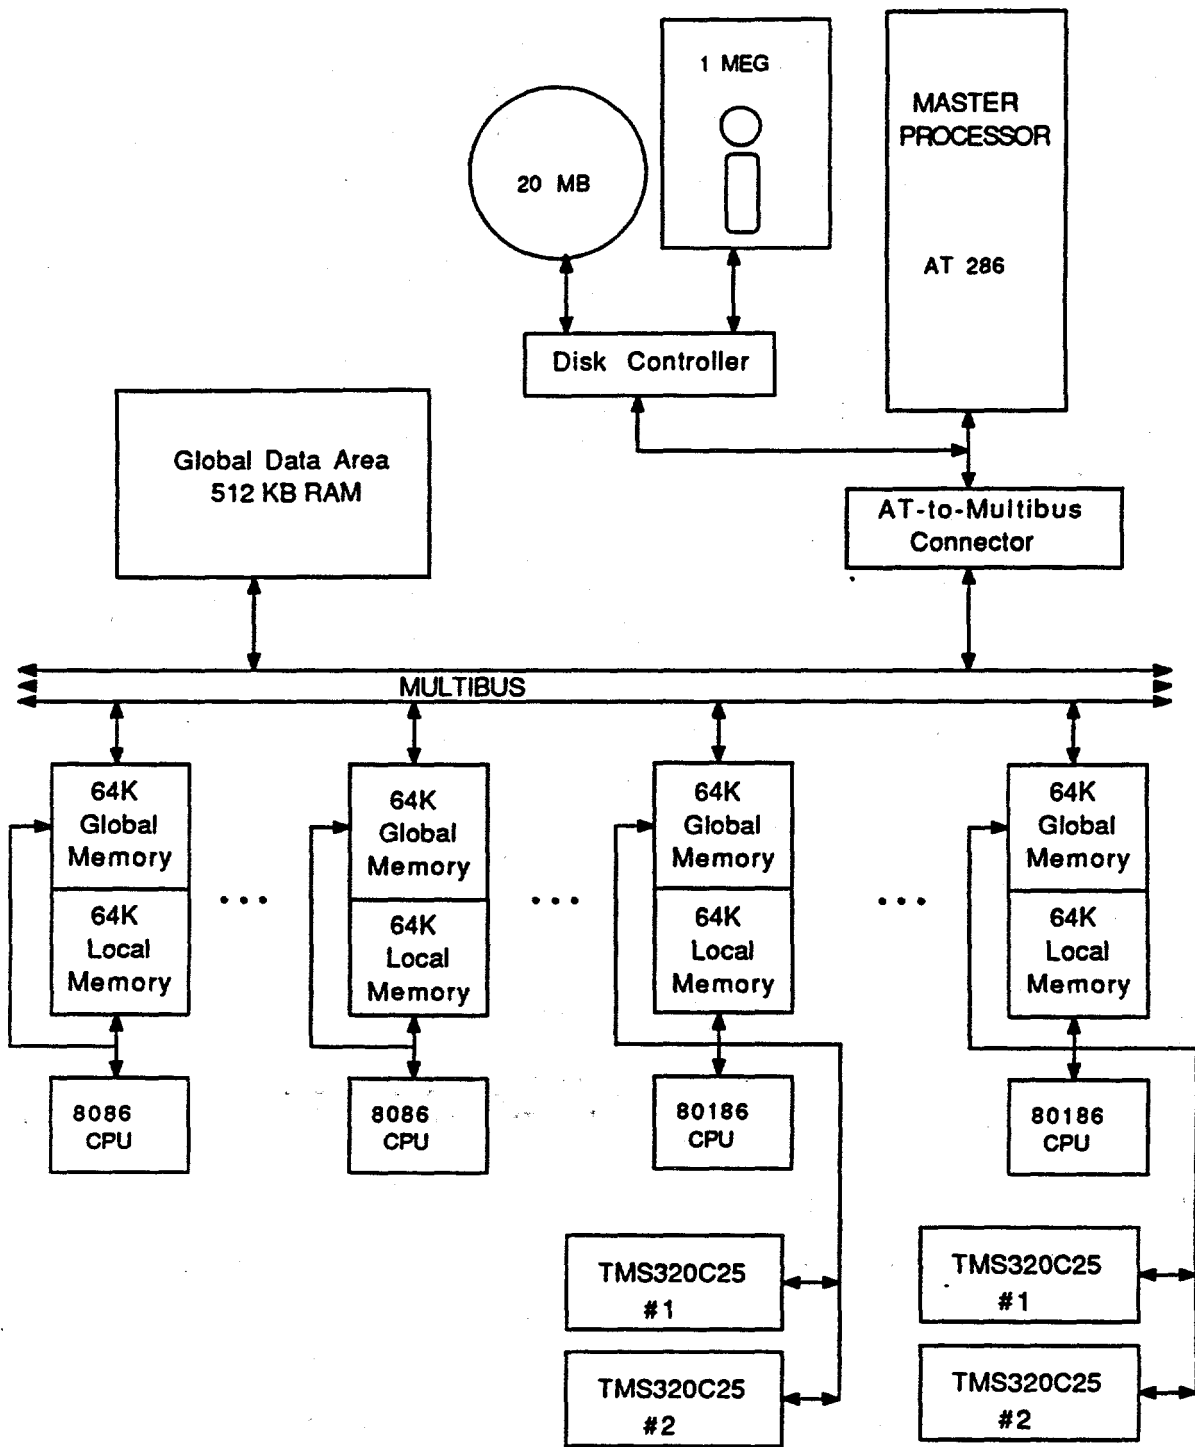 1 MEG
20 MB
MASTER
PROCESSOR
AT 286
Disk Controller
Global Data Area
512 KB RAM
AT-to-Multibus
Connector
MULTIBUS
64K
Global
Memory
64K
Local
Memory
8086
CPU
64K
Global
Memory
64K
Local
Memory
8086
CPU
64K
Global
Memory
64K
Local
Memory
80186
CPU
64K
Global
Memory
64K
Local
Memory
80186
CPU
TMS320C25
#1
TMS320C25
#2
TMS320C25
#1
TMS320C25
#2